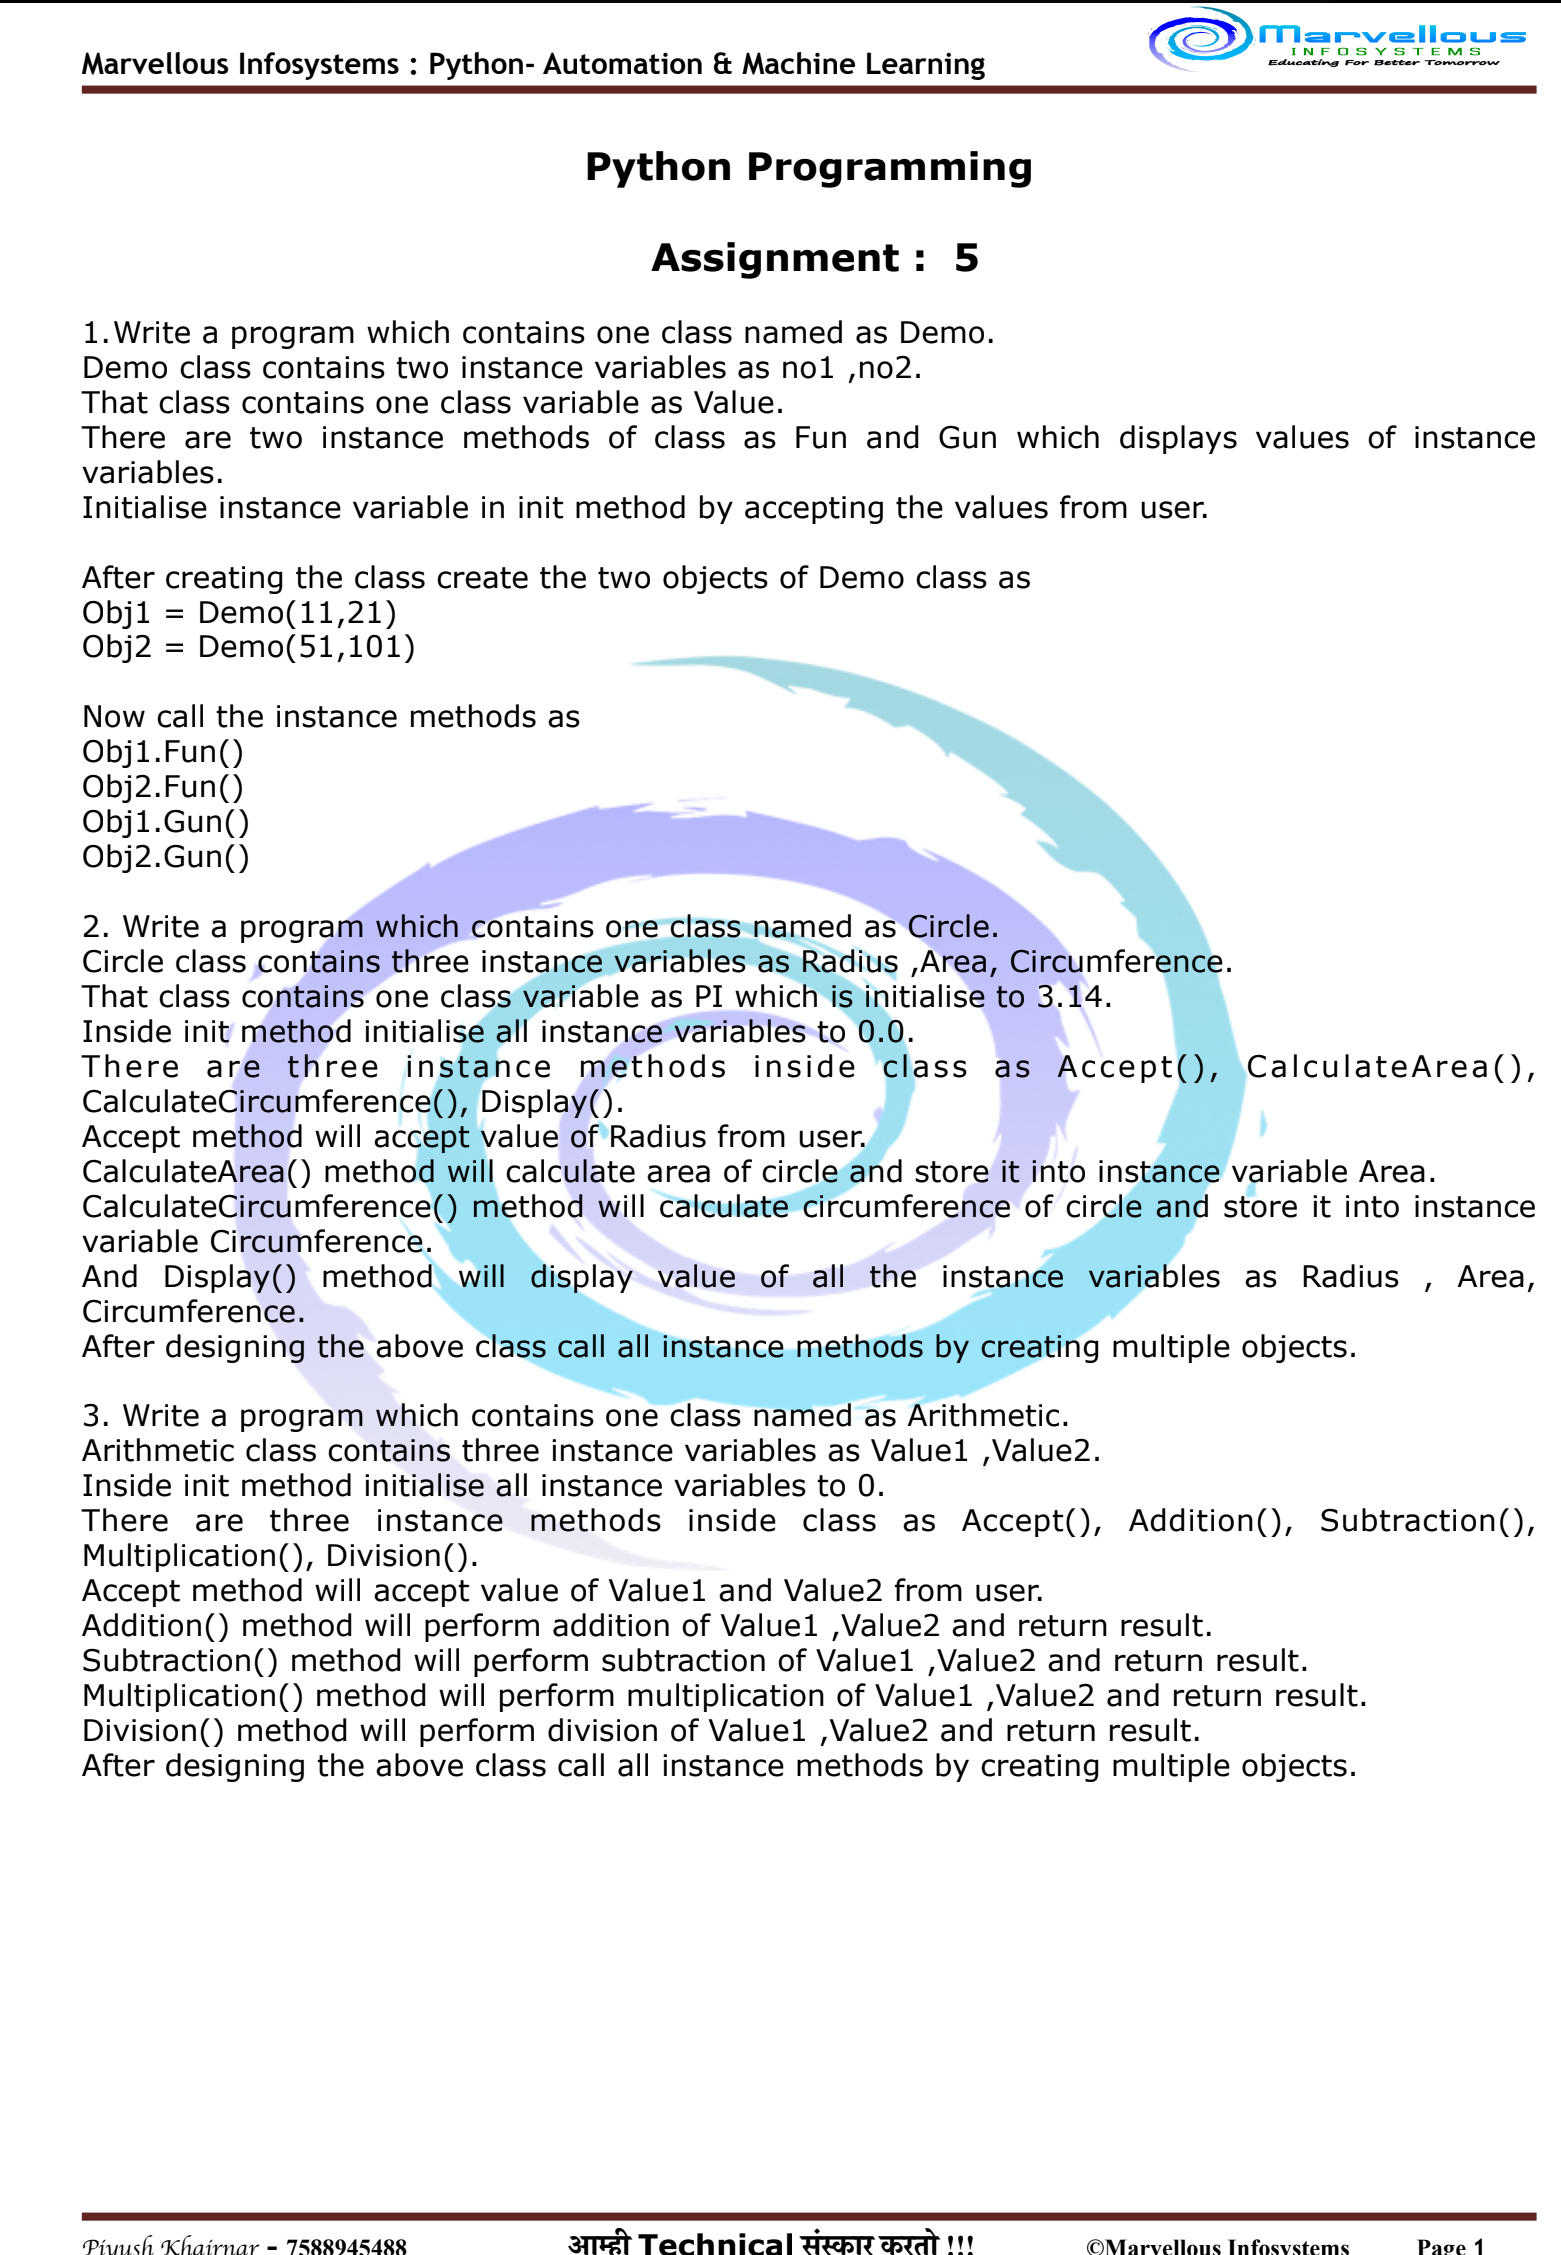 Marvellous Infosystems : Python- Automation & Machine Learning
Marvellous
INFOSYSTEMS
Educating For Better Tomorrow
Python Programming
Assignment : 5
1.Write a program which contains one class named as Demo.
Demo class contains two instance variables as no1 ,no2.
That class contains one class variable as Value.
There are two instance methods of class as Fun and Gun which displays values of instance
variables.
Initialise instance variable in init method by accepting the values from user.
After creating the class create the two objects of Demo class as
Obj1 = Demo(11,21)
Obj2 = Demo(51,101)
Now call the instance methods as
Obj1.Fun()
Obj2.Fun()
Obj1.Gun()
Obj2.Gun()
2. Write a program which contains one class named as Circle.
Circle class contains three instance variables as Radius ,Area, Circumference.
That class contains one class variable as PI which is initialise to 3.14.
Inside init method initialise all instance variables to 0.0.
There are three instance methods inside class as Accept(), CalculateArea(),
CalculateCircumference(), Display().
Accept method will accept value of Radius from user.
CalculateArea() method will calculate area of circle and store it into instance variable Area.
CalculateCircumference() method will calculate circumference of circle and store it into instance
variable Circumference.
And Display() method will display value of all the instance variables as Radius , Area,
Circumference.
After designing the above class call all instance methods by creating multiple objects.
3. Write a program which contains one class named as Arithmetic.
Arithmetic class contains three instance variables as Value1 ,Value2.
Inside init method initialise all instance variables to 0.
There are three instance methods inside class as Accept(), Addition(), Subtraction(),
Multiplication(), Division().
Accept method will accept value of Value1 and Value2 from user.
Addition() method will perform addition of Value1 ,Value2 and return result.
Subtraction() method will perform subtraction of Value1 ,Value2 and return result.
Multiplication() method will perform multiplication of Value1 ,Value2 and return result.
Division() method will perform division of Value1 ,Value2 and return result.
After designing the above class call all instance methods by creating multiple objects.
Piyush Khairnar - 7588945488 आम्ही Technical संस्कार करतो !!! ©Marvellous Infosystems Page 1